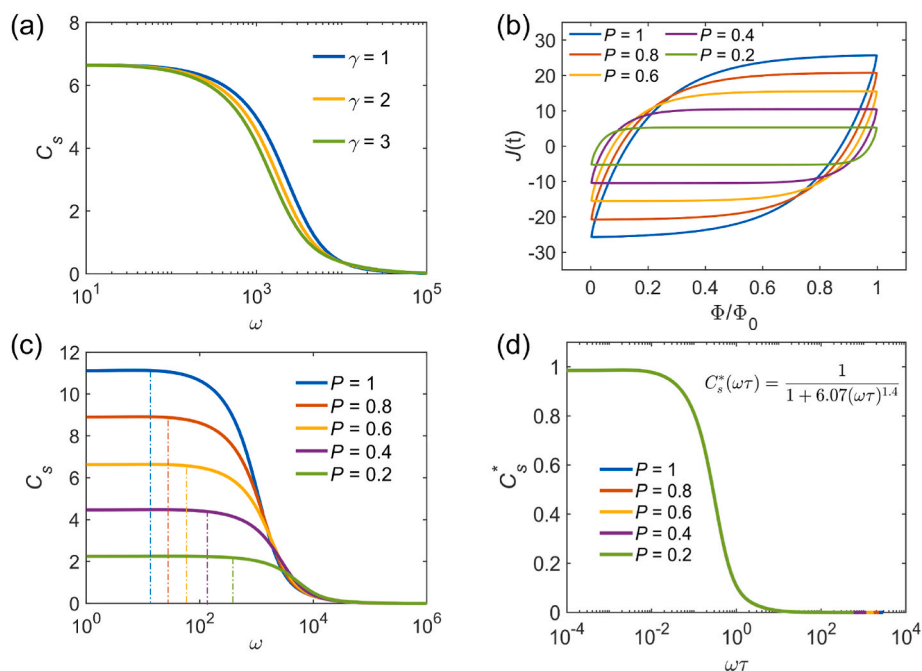 (a)
8
6
4
2
0
C_s
γ = 1
γ = 2
γ = 3
10^1 10^3 10^5
ω
(b)
30
20
10
0
-10
-20
-30
J(t)
P = 1 P = 0.4
P = 0.8 P = 0.2
P = 0.6
0 0.2 0.4 0.6 0.8 1
Φ/Φ_0
(c)
12
10
8
6
4
2
0
C_s
P = 1
P = 0.8
P = 0.6
P = 0.4
P = 0.2
10^0 10^2 10^4 10^6
ω
(d)
1
0.8
0.6
0.4
0.2
0
C_s^*
C_s^*(ωτ) = 1 / (1 + 6.07(ωτ)^1.4)
P = 1
P = 0.8
P = 0.6
P = 0.4
P = 0.2
10^-4 10^-2 10^0 10^2 10^4
ωτ